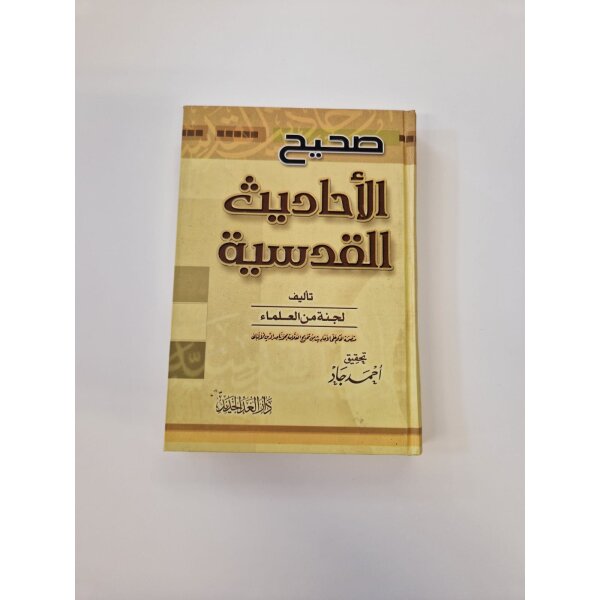 صحيح
الأحاديث
القدسية
تأليف
لجنة من العلماء
تحقيق
أحمد جاد
دار الغد الجديد